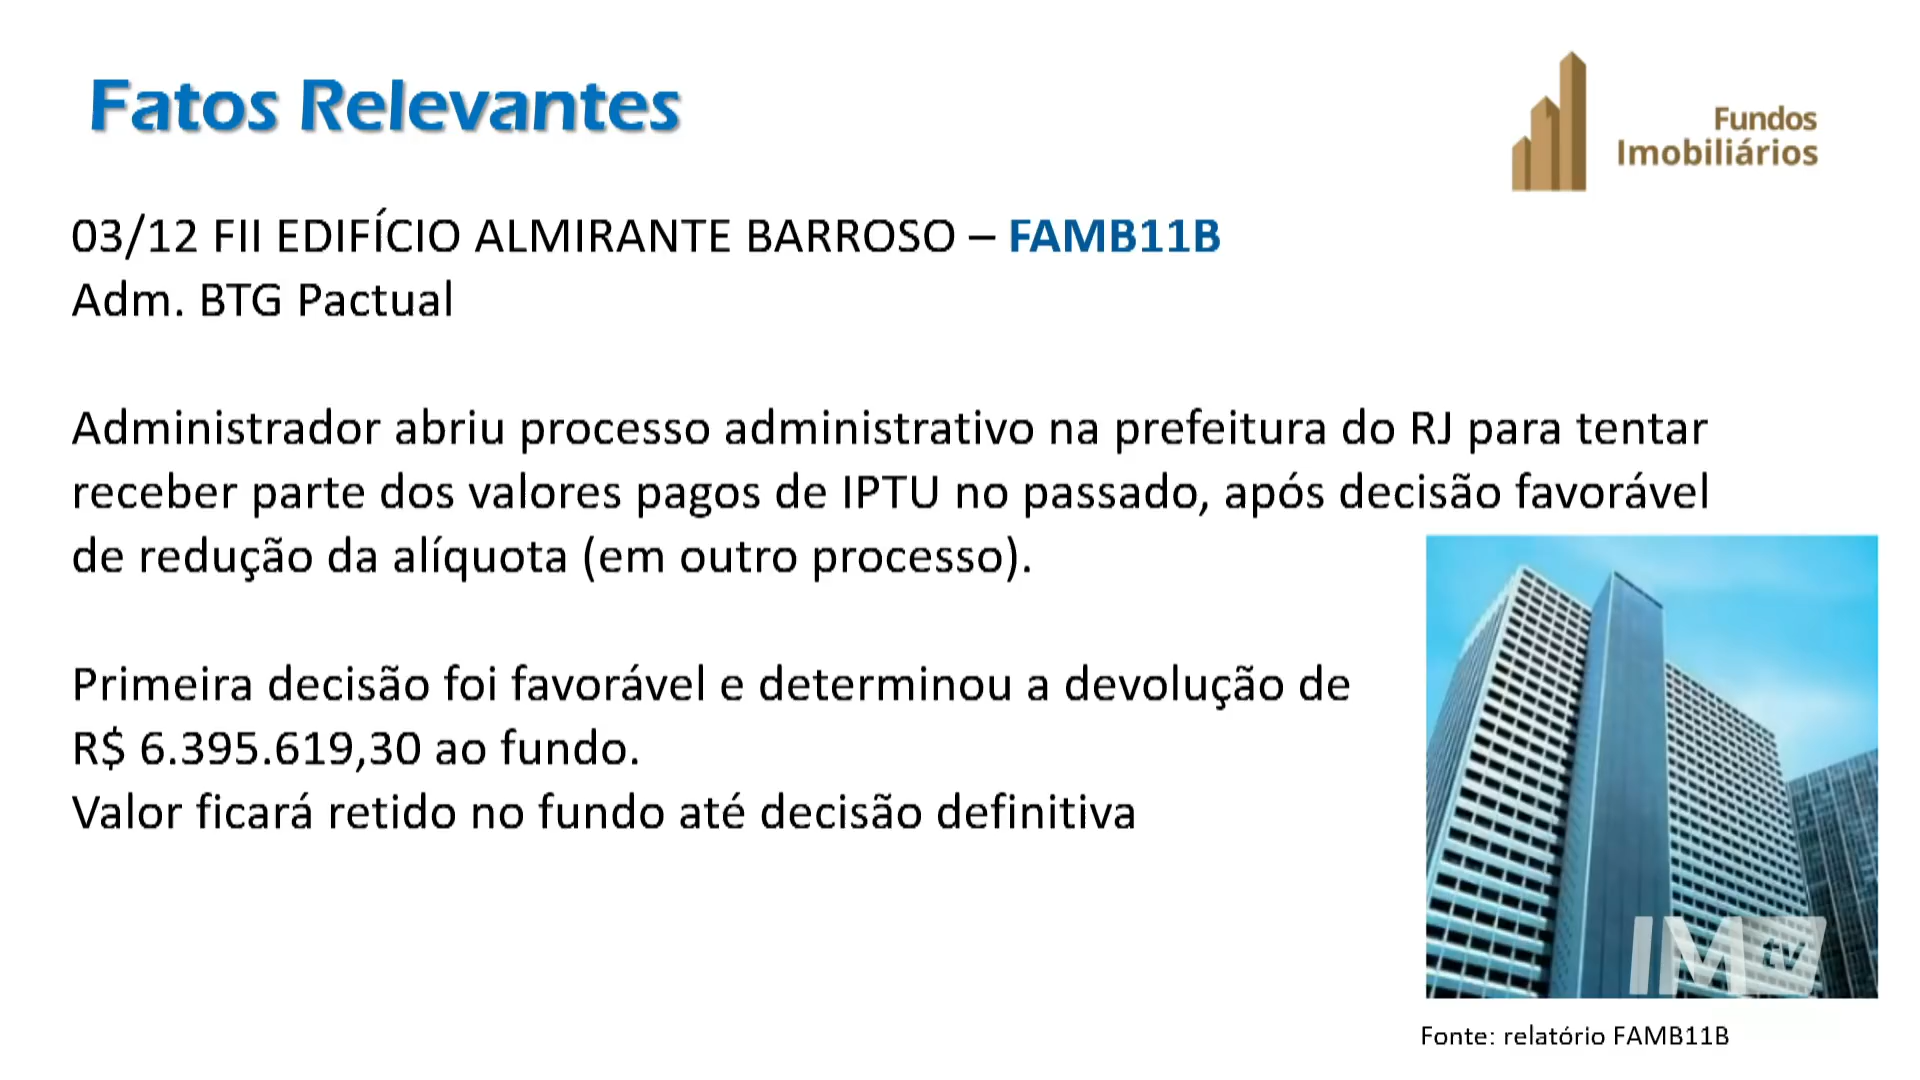 Fatos Relevantes
Fundos
Imobiliários
03/12 FII EDIFÍCIO ALMIRANTE BARROSO – FAMB11B
Adm. BTG Pactual
Administrador abriu processo administrativo na prefeitura do RJ para tentar
receber parte dos valores pagos de IPTU no passado, após decisão favorável
de redução da alíquota (em outro processo).
Primeira decisão foi favorável e determinou a devolução de
R$ 6.395.619,30 ao fundo.
Valor ficará retido no fundo até decisão definitiva
IM tv
Fonte: relatório FAMB11B